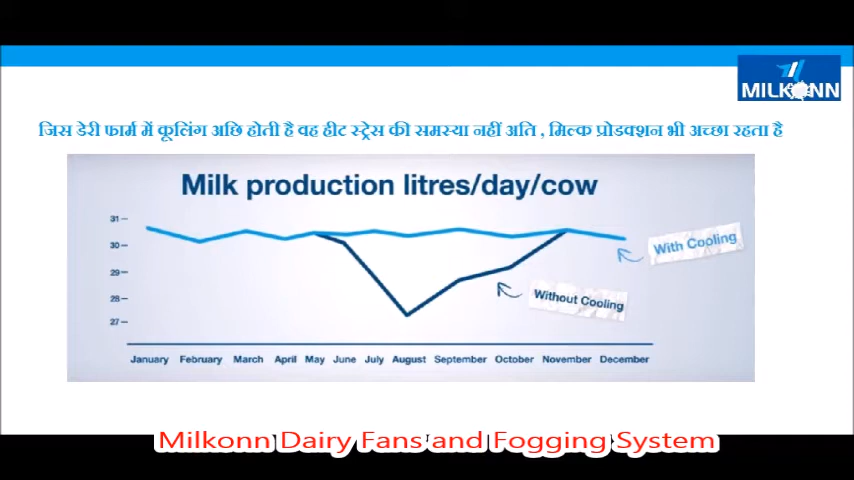 MILKONN
जिस डेरी फार्म में कूलिंग अछि होती है वह हीट स्ट्रेस की समस्या नहीं अति , मिल्क प्रोडक्शन भी अच्छा रहता है
Milk production litres/day/cow
31
30
29
28
27
With Cooling
Without Cooling
January February March April May June July August September October November December
Milkonn Dairy Fans and Fogging System